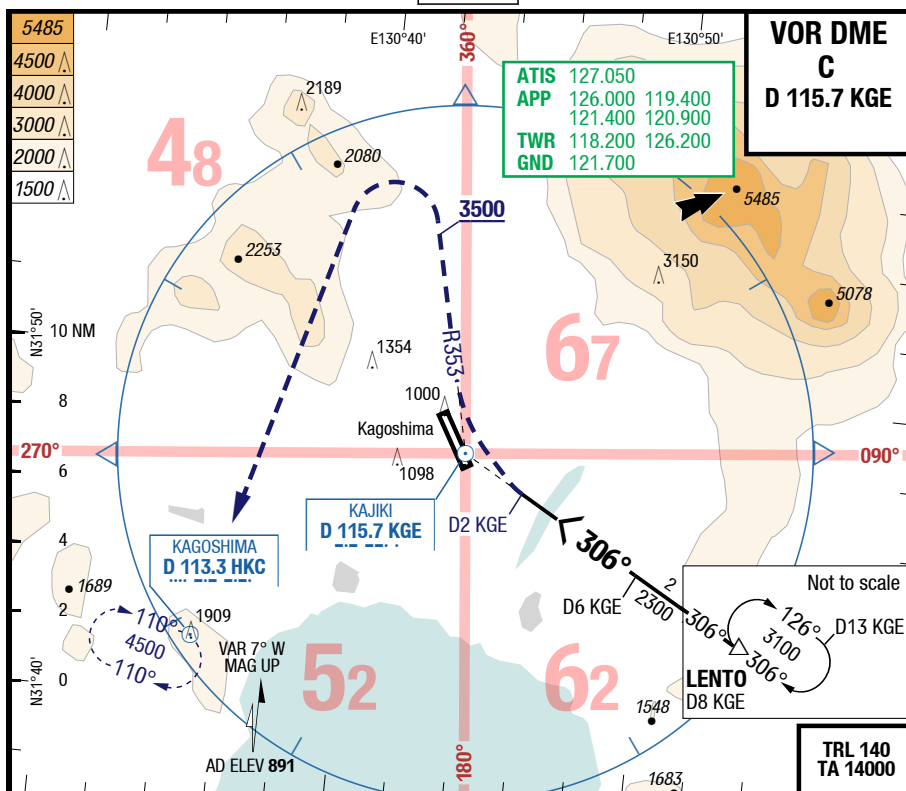 5485
4500
4000
3000
2000
1500
E130°40'
360°
E130°50'
VOR DME
C
D 115.7 KGE
ATIS 127.050
APP 126.000 119.400
121.400 120.900
TWR 118.200 126.200
GND 121.700
2189
48
2080
3500
5485
2253
3150
5078
67
N31°50'
10 NM
R353
1354
8
1000
Kagoshima
270°
090°
6
1098
KAJIKI
D 115.7 KGE
D2 KGE
KAGOSHIMA
D 113.3 HKC
4
306°
Not to scale
1689
2
D6 KGE
2
2300
306°
126°
D13 KGE
3100
306°
LENTO
D8 KGE
1909
110°
4500
110°
VAR 7° W
MAG UP
52
62
N31°40'
0
1548
AD ELEV 891
180°
TRL 140
TA 14000
1683